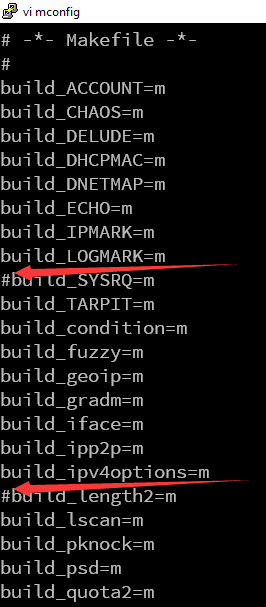 vi mconfig
# -*- Makefile -*-
#
build_ACCOUNT=m
build_CHAOS=m
build_DELUDE=m
build_DHCPMAC=m
build_DNETMAP=m
build_ECHO=m
build_IPMARK=m
build_LOGMARK=m
#build_SYSRQ=m
build_TARPIT=m
build_condition=m
build_fuzzy=m
build_geoip=m
build_gradm=m
build_iface=m
build_ipp2p=m
build_ipv4options=m
#build_length2=m
build_lscan=m
build_pknock=m
build_psd=m
build_quota2=m